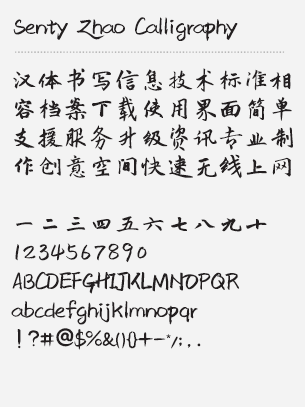 Senty Zhao Calligraphy
汉体书写信息技术标准相
容档案下载使用界面简单
支援服务升级资讯专业制
作创意空间快速无线上网
一二三四五六七八九十
1234567890
ABCDEFGHIJKLMNOPQR
abcdefghijklmnopqr
!?#@$%&(){}+-*/:;..